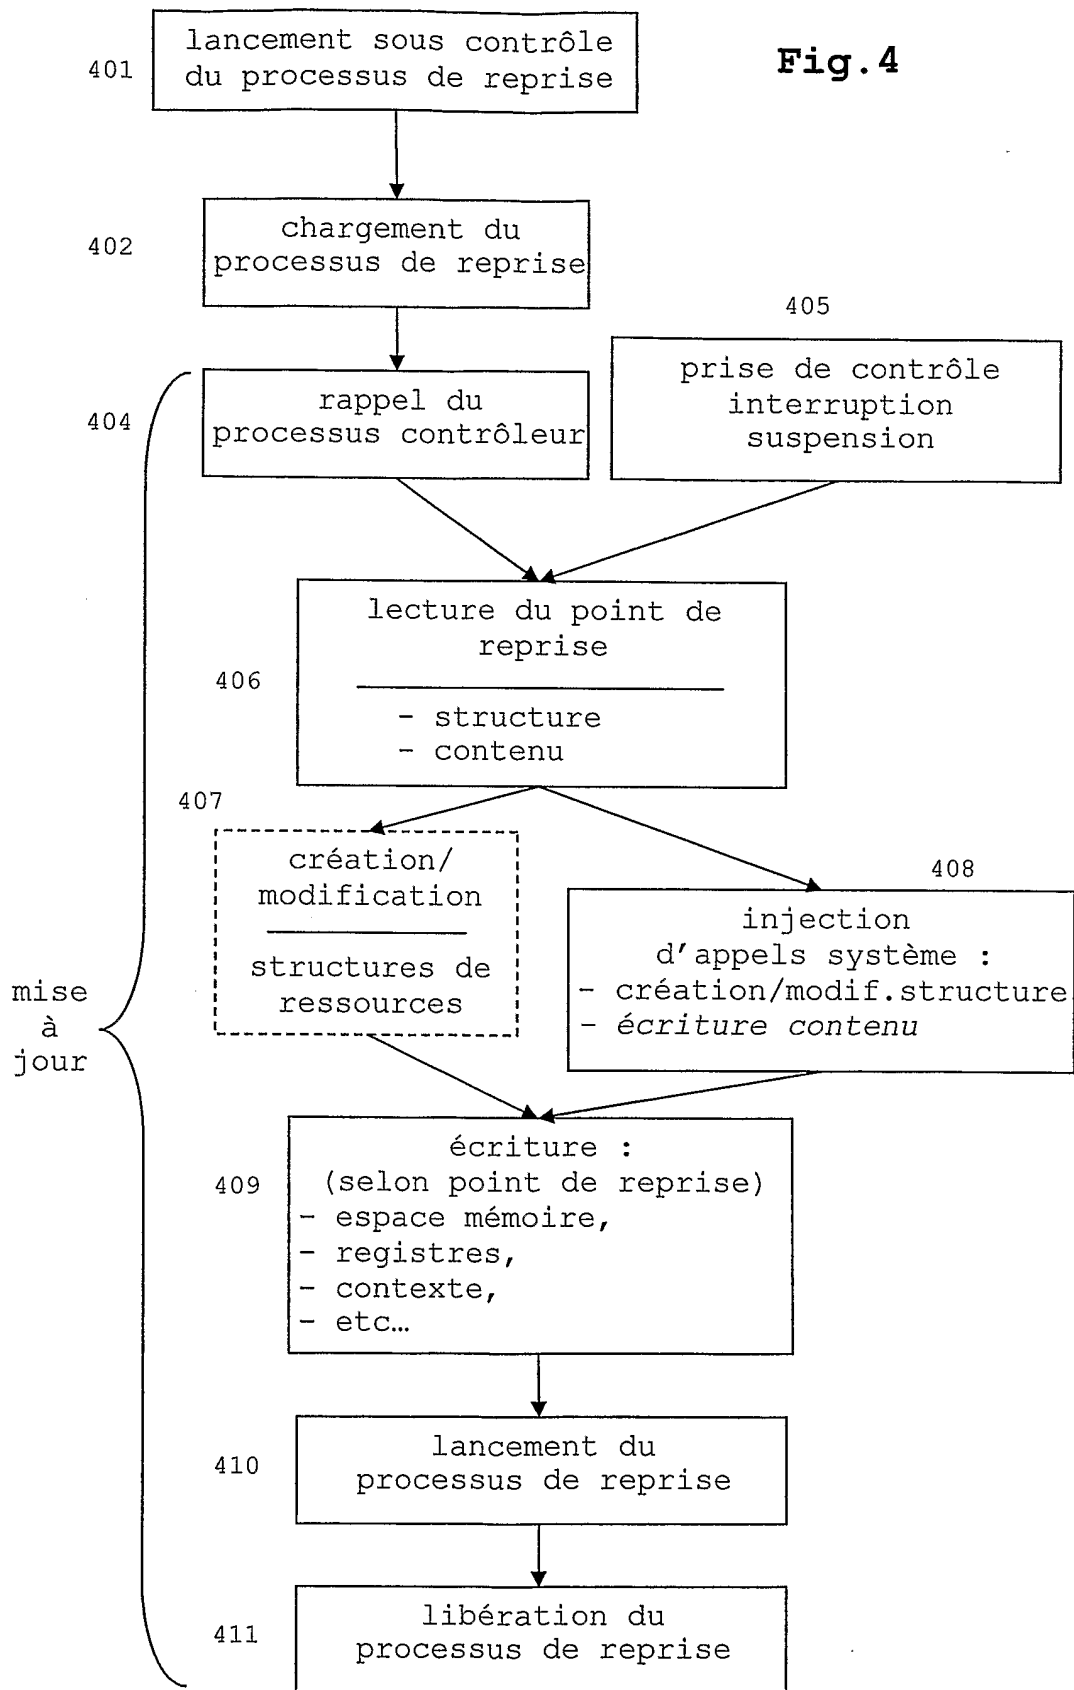 Fig.4
401
lancement sous contrôle
du processus de reprise
402
chargement du
processus de reprise
404
rappel du
processus contrôleur
405
prise de contrôle
interruption
suspension
406
lecture du point de
reprise
- structure
- contenu
407
création/
modification
structures de
ressources
408
injection
d'appels système :
- création/modif.structure
- écriture contenu
mise
à
jour
409
écriture :
(selon point de reprise)
- espace mémoire,
- registres,
- contexte,
- etc…
410
lancement du
processus de reprise
411
libération du
processus de reprise